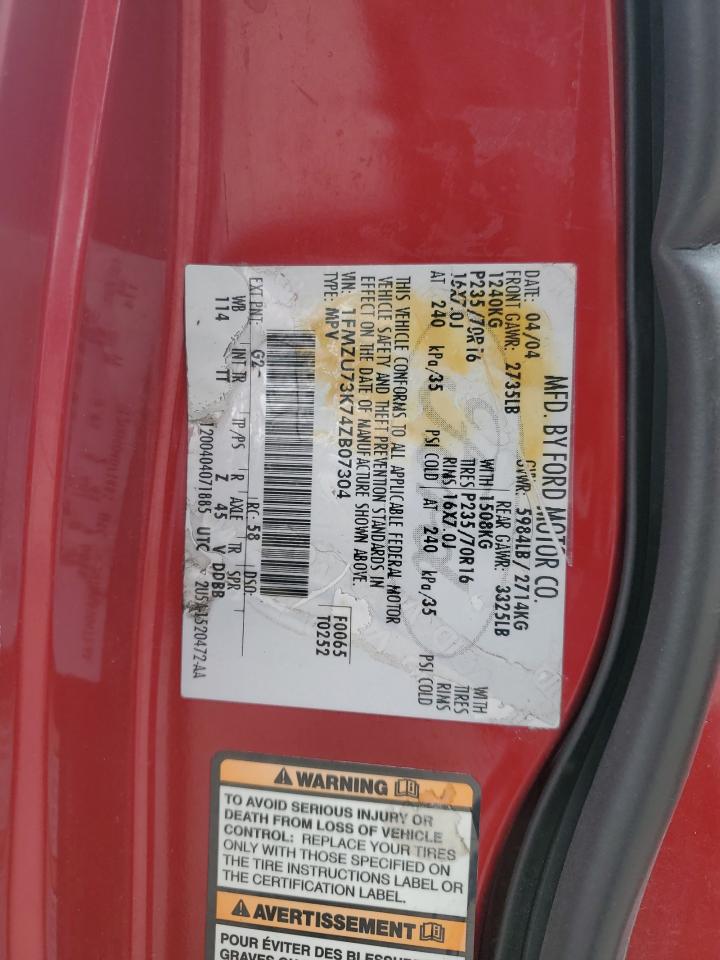 MFD. BY FORD MOTOR CO.
DATE: 04/04
GVWR: 5984LB/2714KG
FRONT GAWR: 2735LB
REAR GAWR: 3325LB
1240KG
WITH
1508KG
WITH
P235/70R16
TIRES
P235/70R16
TIRES
16X7.0J
RIMS
16X7.0J
RIMS
AT 240 kPa/35 PSI COLD
AT 240 kPa/35 PSI COLD
THIS VEHICLE CONFORMS TO ALL APPLICABLE FEDERAL MOTOR
VEHICLE SAFETY AND THEFT PREVENTION STANDARDS IN
EFFECT ON THE DATE OF MANUFACTURE SHOWN ABOVE.
VIN: 1FMZU73K74ZB07304
TYPE: MPV
F0065
T0252
EXT PNT: G2
RC: 58
DSO:
WB
INT TR
TP/PS
R
AXLE
TR
SPR
114
TT
Z
45
V
DDBB
1200404071885 UTC
1520472-AA
WARNING
TO AVOID SERIOUS INJURY OR
DEATH FROM LOSS OF VEHICLE
CONTROL: REPLACE YOUR TIRES
ONLY WITH THOSE SPECIFIED ON
THE TIRE INSTRUCTIONS LABEL OR
THE CERTIFICATION LABEL.
AVERTISSEMENT
POUR ÉVITER DES BLESSURES